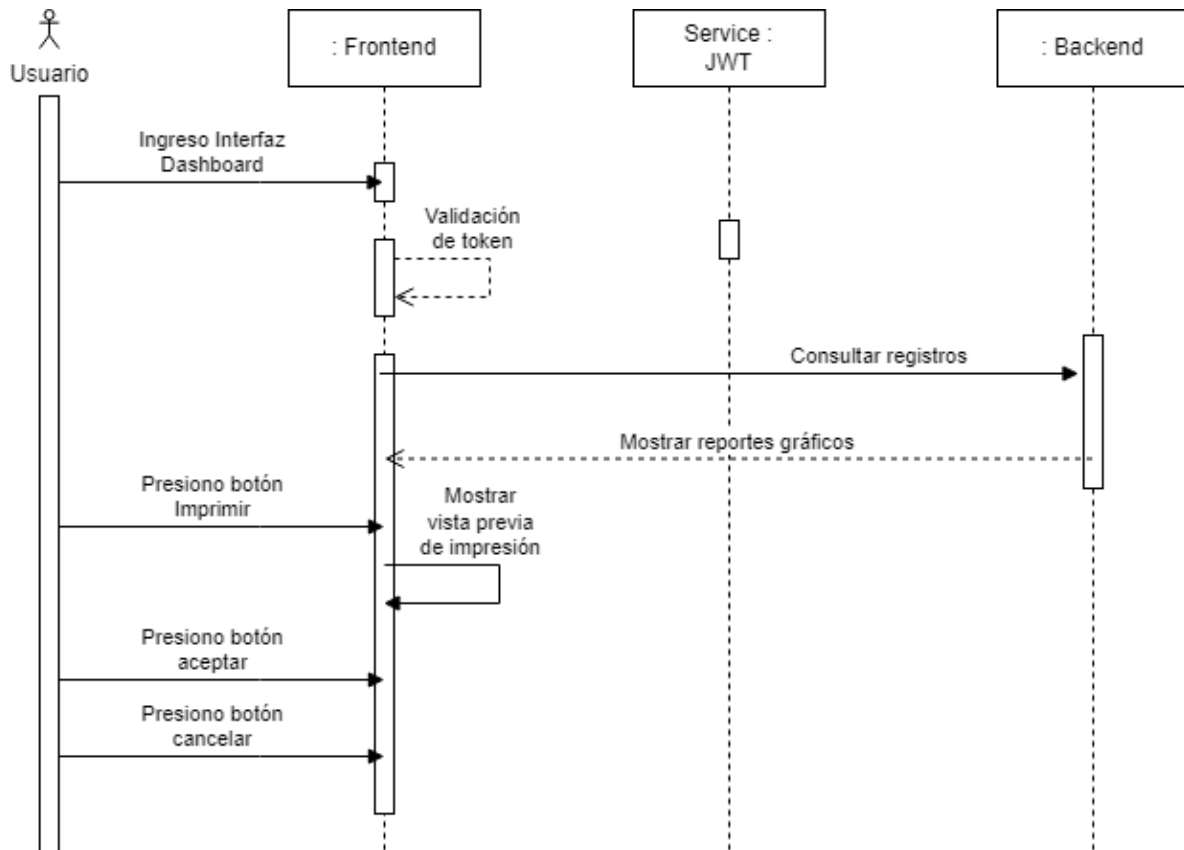 Usuario
: Frontend
Service :
JWT
: Backend
Ingreso Interfaz
Dashboard
Validación
de token
Consultar registros
Mostrar reportes gráficos
Presiono botón
Imprimir
Mostrar
vista previa
de impresión
Presiono botón
aceptar
Presiono botón
cancelar